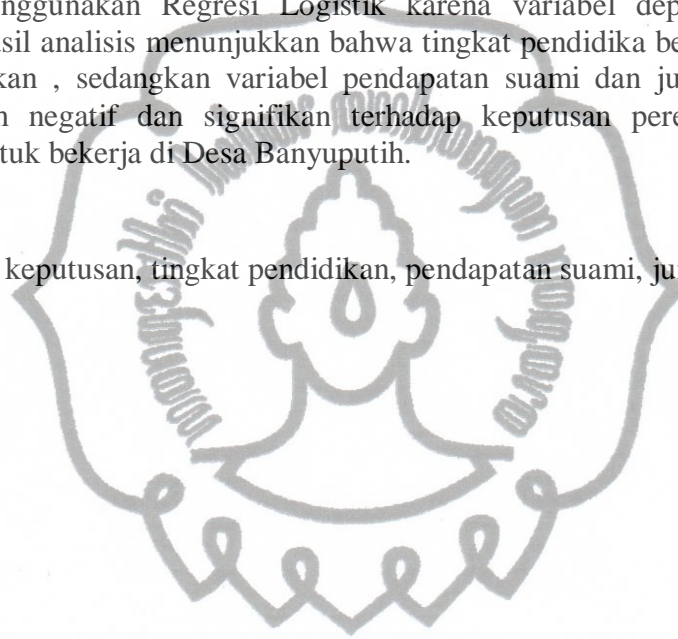 enggunakan Regresi Logistik karena variabel dep
sil analisis menunjukkan bahwa tingkat pendidika be
kan , sedangkan variabel pendapatan suami dan ju
n negatif dan signifikan terhadap keputusan pere
tuk bekerja di Desa Banyuputih.
keputusan, tingkat pendidikan, pendapatan suami, ju